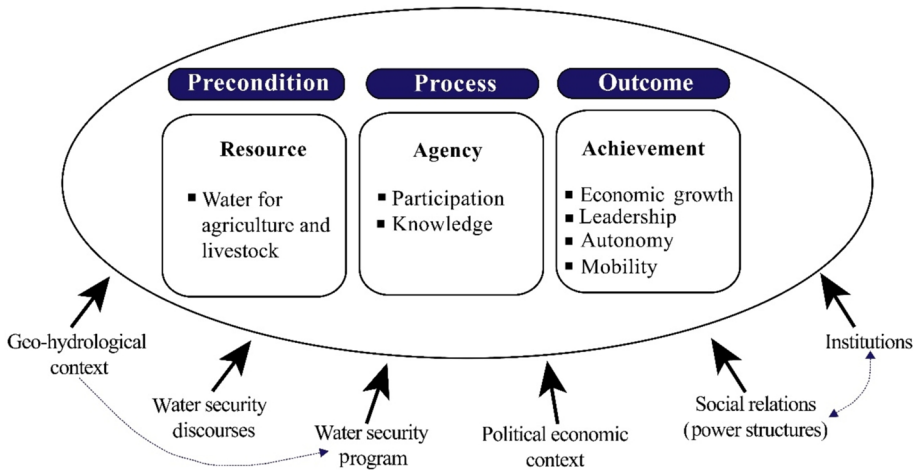 Precondition
Process
Outcome
Resource
▪ Water for
agriculture and
livestock
Agency
▪ Participation
▪ Knowledge
Achievement
▪ Economic growth
▪ Leadership
▪ Autonomy
▪ Mobility
Geo-hydrological
context
Water security
discourses
Water security
program
Political economic
context
Social relations
(power structures)
Institutions